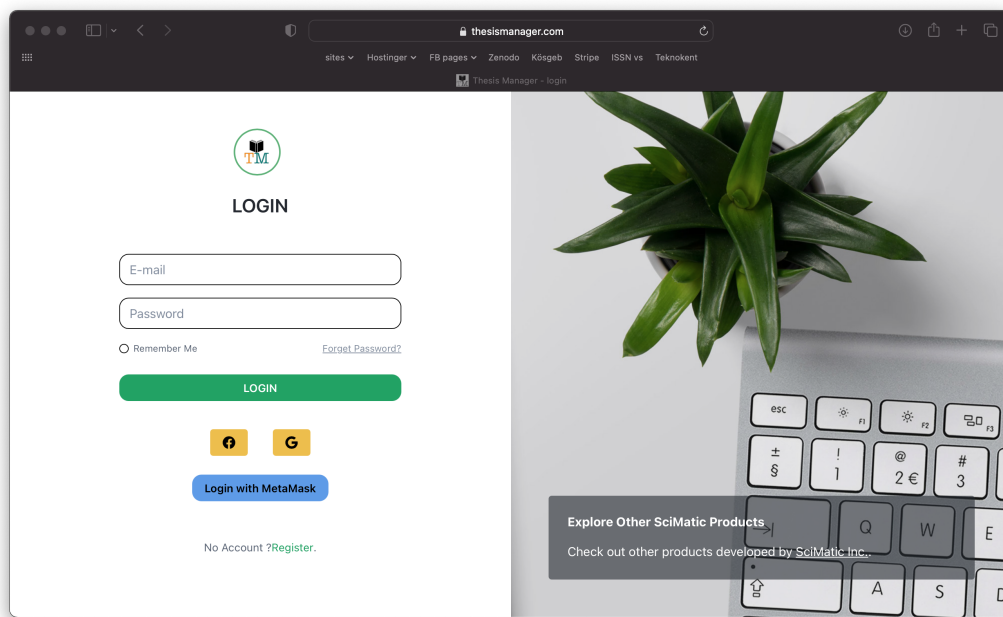 thesismanager.com
sites Hostinger FB pages Zenodo Kösgeb Stripe ISSN vs Teknokent
Thesis Manager - login
TM
LOGIN
E-mail
Password
Remember Me Forget Password?
LOGIN
G
Login with MetaMask
No Account ?Register.
esc F1 F2 F3
± § ! 1 @ 2 € # 3
Q W E
Explore Other SciMatic Products
Check out other products developed by SciMatic Inc..
A S D